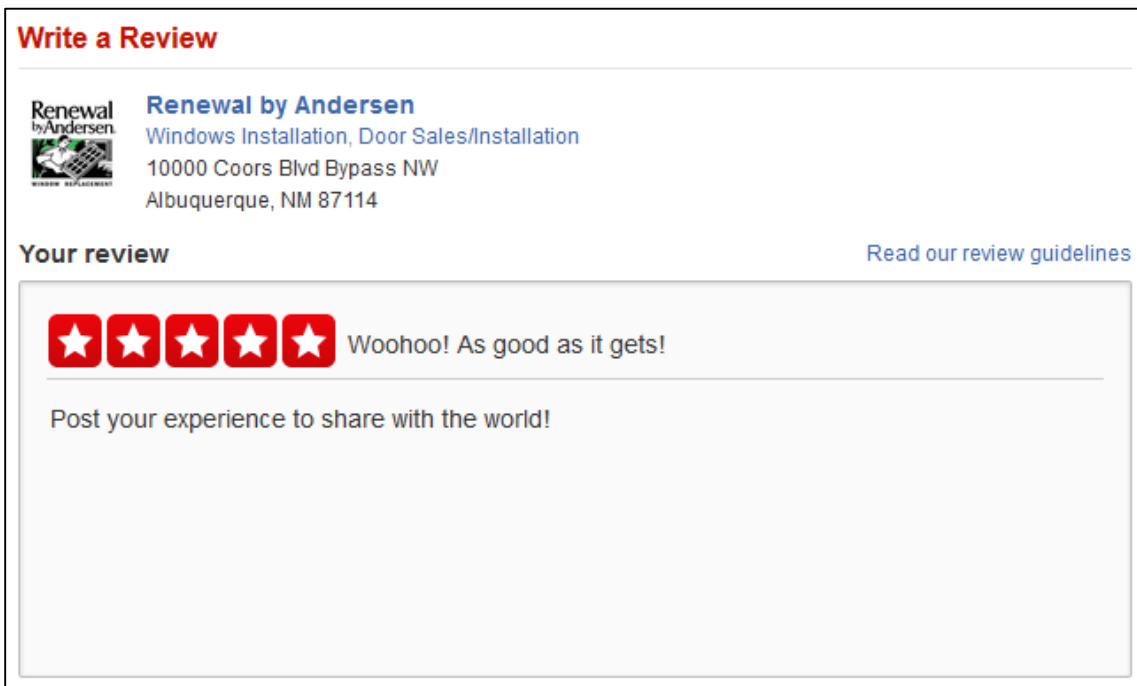 Write a Review
Renewal
by Andersen.
WINDOW REPLACEMENT
Renewal by Andersen
Windows Installation, Door Sales/Installation
10000 Coors Blvd Bypass NW
Albuquerque, NM 87114
Your review
Read our review guidelines
Woohoo! As good as it gets!
Post your experience to share with the world!